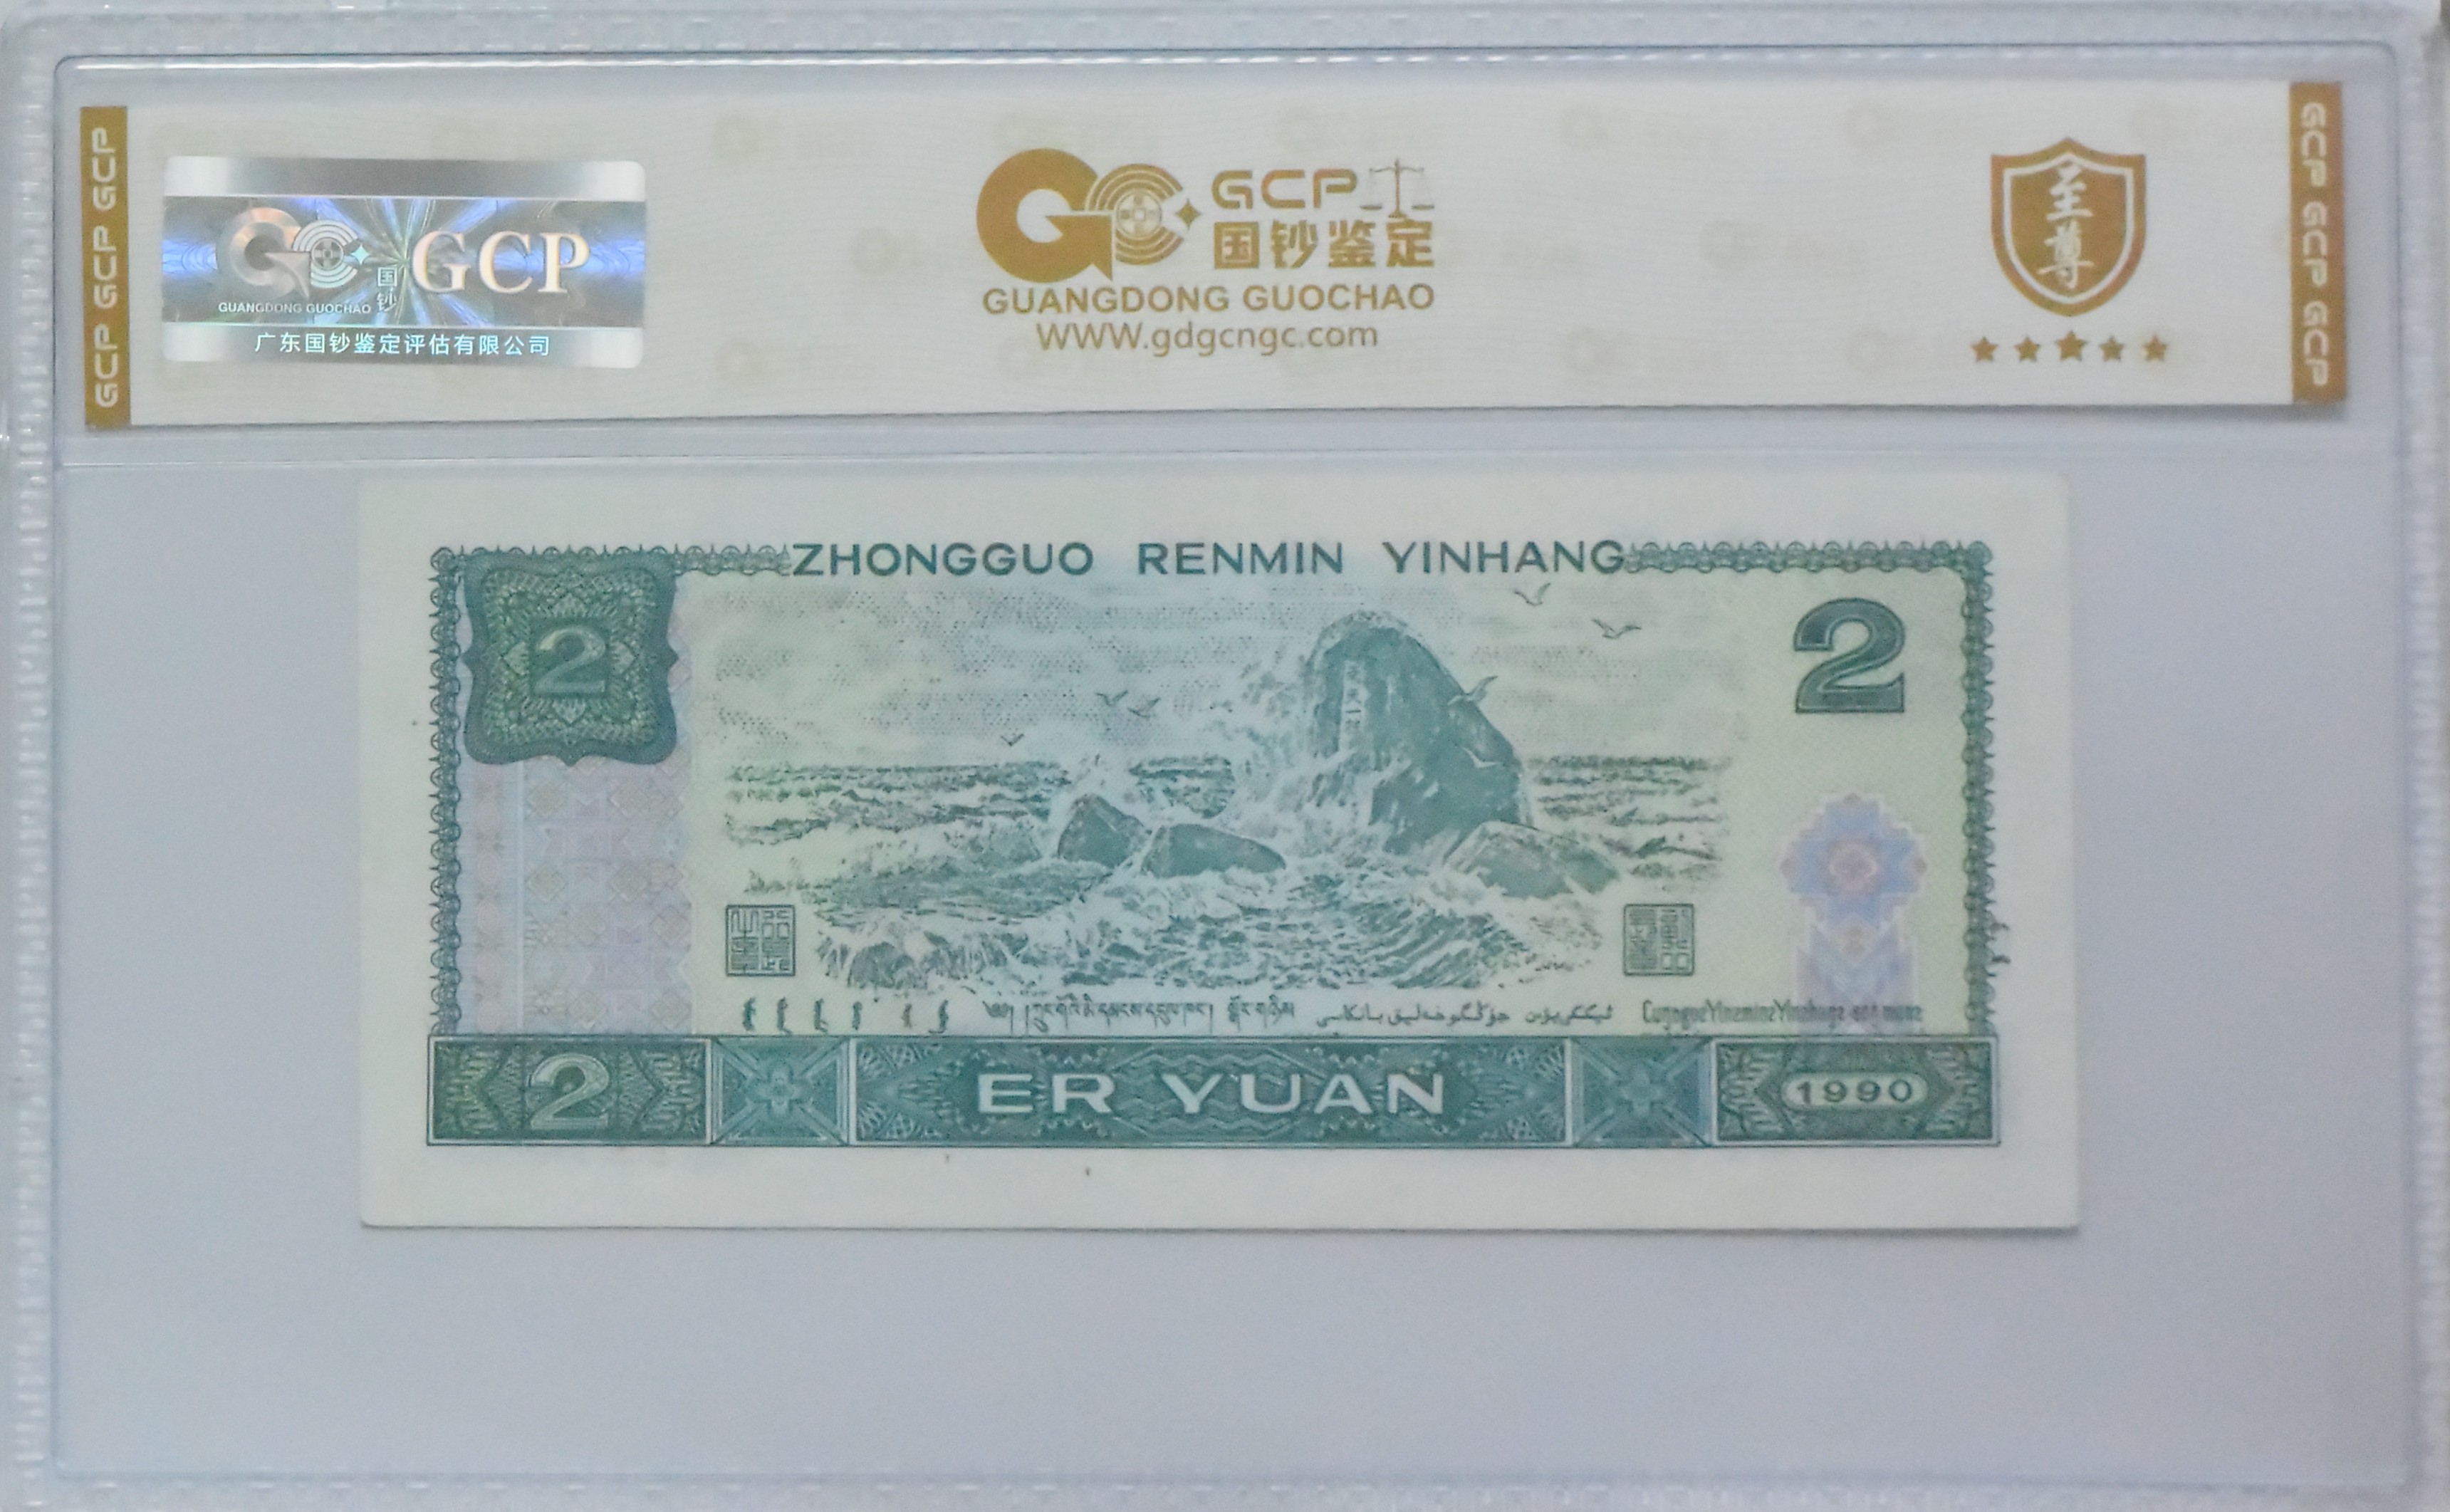 GCP GCP GCP
国钞
GCP
GUANGDONG GUOCHAO
广东国钞鉴定评估有限公司
GCP
国钞鉴定
GUANGDONG GUOCHAO
WWW.gdgcngc.com
至尊
GCP GCP GCP
ZHONGGUO RENMIN YINHANG
2
2
2
ER YUAN
1990